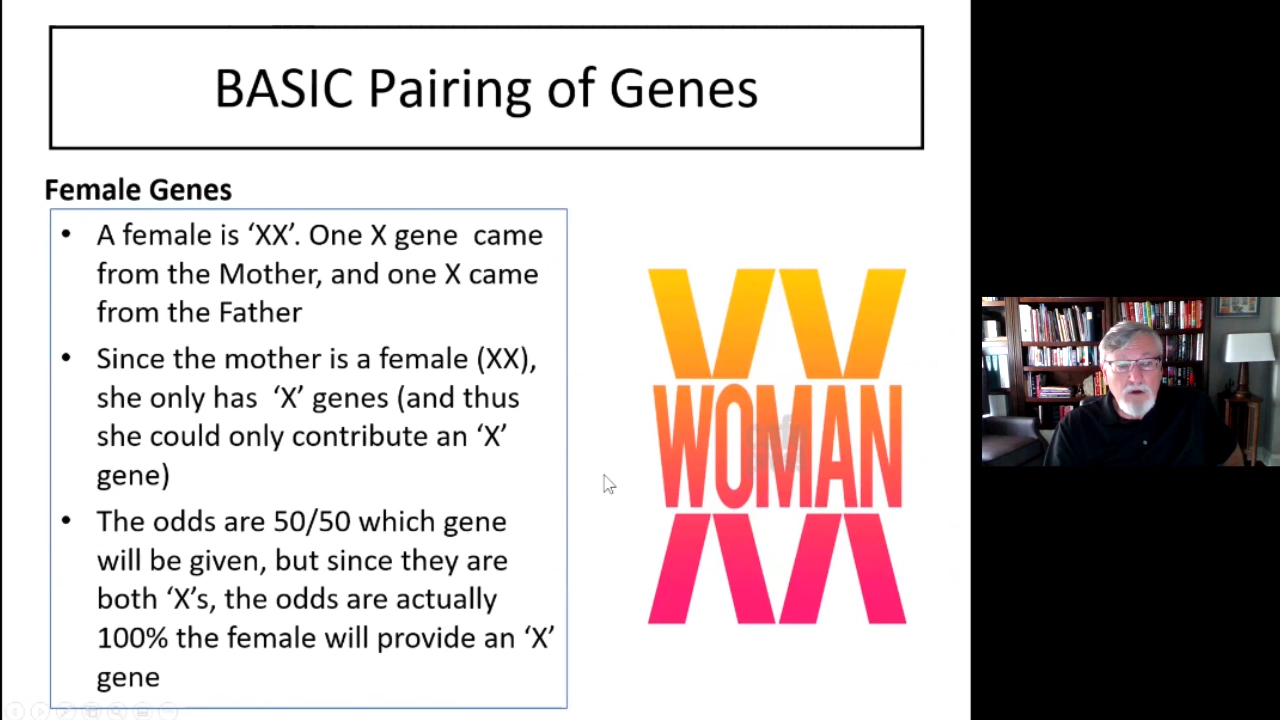 BASIC Pairing of Genes
Female Genes
• A female is ‘XX’. One X gene came
from the Mother, and one X came
from the Father
• Since the mother is a female (XX),
she only has ‘X’ genes (and thus
she could only contribute an ‘X’
gene)
• The odds are 50/50 which gene
will be given, but since they are
both ‘X’s, the odds are actually
100% the female will provide an ‘X’
gene
XX
WOMAN